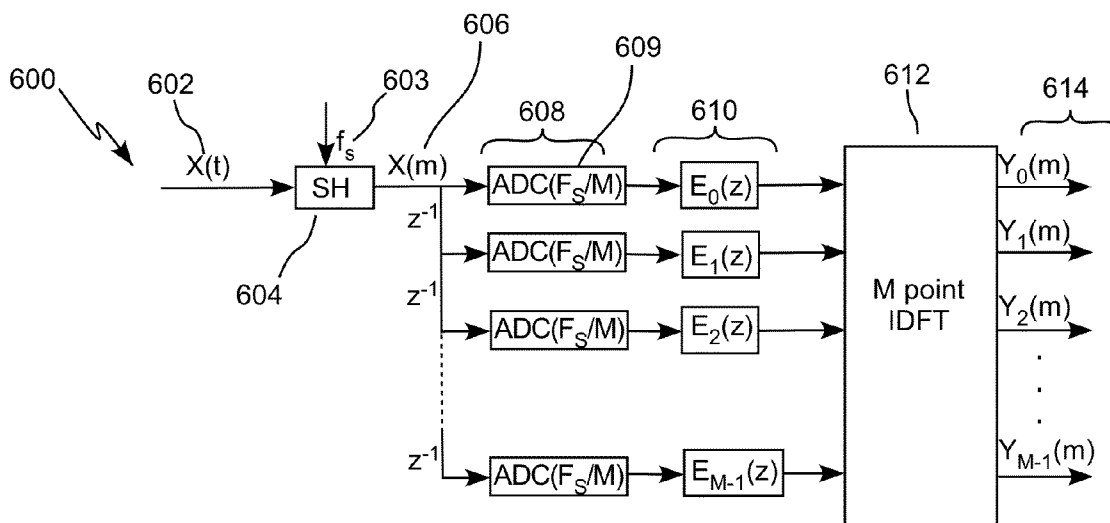 600
602
603
606
609
612
614
608
610
X(t)
f_s
SH
604
X(m)
z^-1
z^-1
z^-1
ADC(F_S/M)
E_0(z)
Y_0(m)
ADC(F_S/M)
E_1(z)
Y_1(m)
ADC(F_S/M)
E_2(z)
Y_2(m)
M point
IDFT
.
.
.
ADC(F_S/M)
E_M-1(z)
Y_M-1(m)